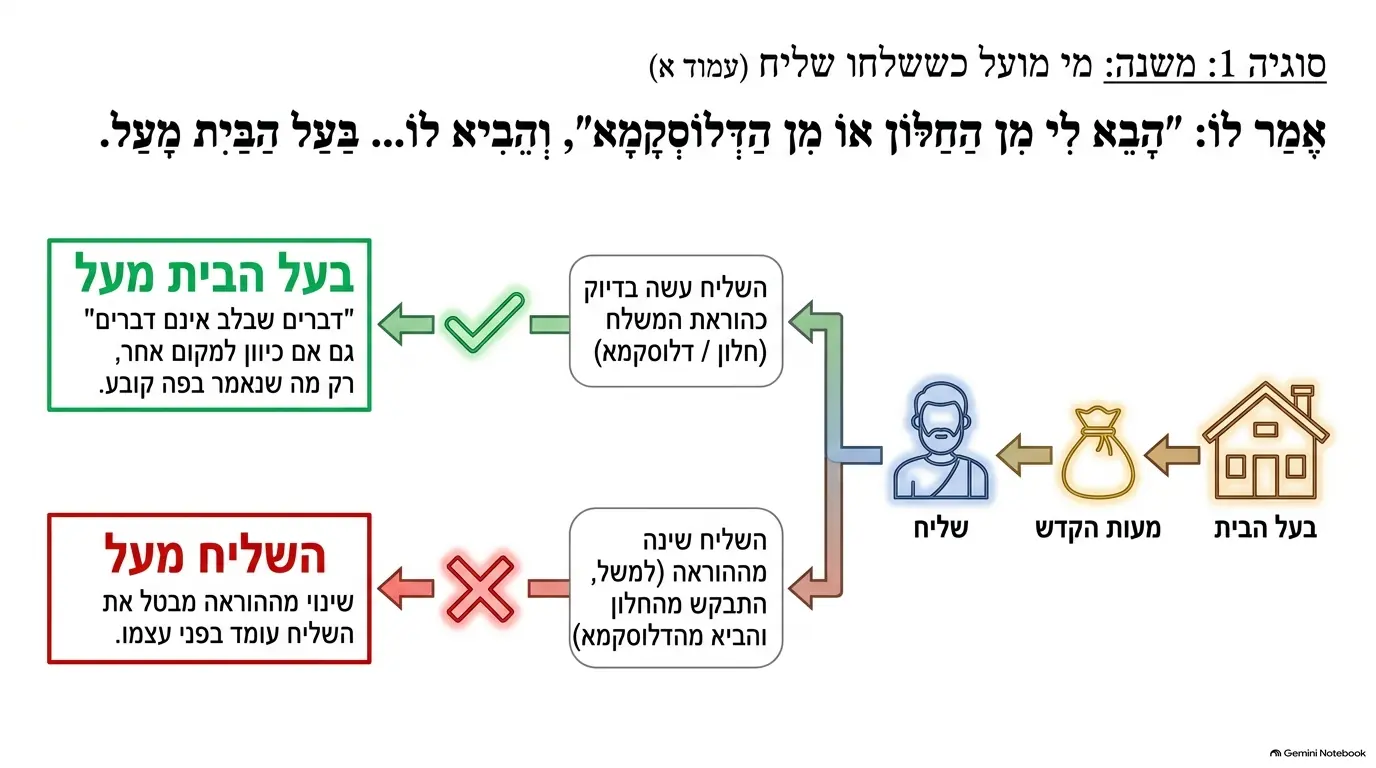 סוגיה 1: משנה: מי מועל כששלחו שליח (עמוד א)
אָמַר לוֹ: "הָבֵא לִי מִן הַחַלּוֹן אוֹ מִן הַדְּלוֹסְקָמָא", וְהֵבִיא לוֹ... בַּעַל הַבַּיִת מָעַל.
בעל הבית
מעות הקדש
שליח
השליח עשה בדיוק
כהוראת המשלח
(חלון / דלוסקמא)
בעל הבית מעל
"דברים שבלב אינם דברים"
גם אם כיוון למקום אחר,
רק מה שנאמר בפה קובע.
השליח שינה
מההוראה (למשל,
התבקש מהחלון
והביא מהדלוסקמא)
השליח מעל
שינוי מההוראה מבטל את
השליח עומד בפני עצמו.
Gemini Notebook